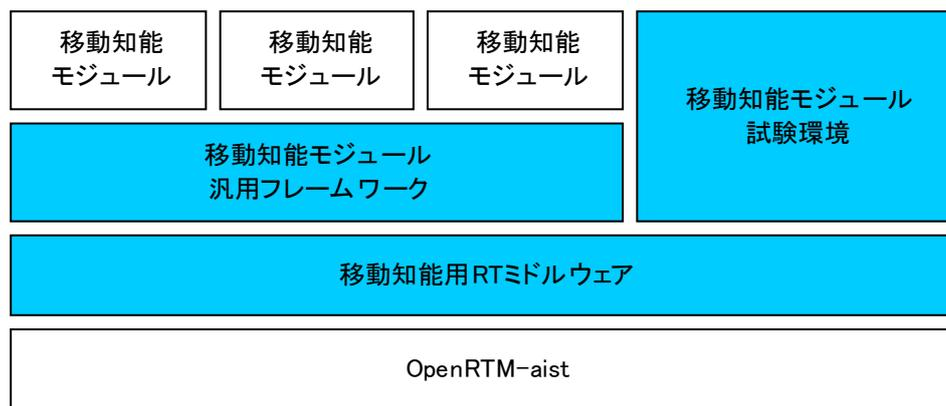 移動知能
モジュール
移動知能
モジュール
移動知能
モジュール
移動知能モジュール
試験環境
移動知能モジュール
汎用フレームワーク
移動知能用RTミドルウェア
OpenRTM-aist